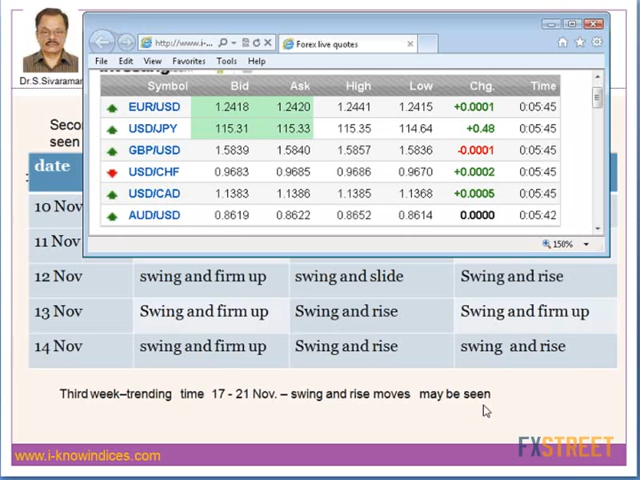 Dr.S.Sivaraman
http://www.i-
Forex live quotes
File Edit View Favorites Tools Help
Symbol Bid Ask High Low Chg. Time
EUR/USD 1.2418 1.2420 1.2441 1.2415 +0.0001 0:05:45
USD/JPY 115.31 115.33 115.35 114.64 +0.48 0:05:45
GBP/USD 1.5839 1.5840 1.5857 1.5836 -0.0001 0:05:45
USD/CHF 0.9683 0.9685 0.9686 0.9670 +0.0002 0:05:45
USD/CAD 1.1383 1.1385 1.1385 1.1368 +0.0005 0:05:45
AUD/USD 0.8619 0.8622 0.8652 0.8614 0.0000 0:05:42
150%
Seco
seen
date
10 Nov
11 Nov
12 Nov swing and firm up swing and slide Swing and rise
13 Nov Swing and firm up Swing and rise Swing and firm up
14 Nov swing and firm up Swing and rise swing and rise
Third week–trending time 17 - 21 Nov. – swing and rise moves may be seen
www.i-knowindices.com
FXSTREET